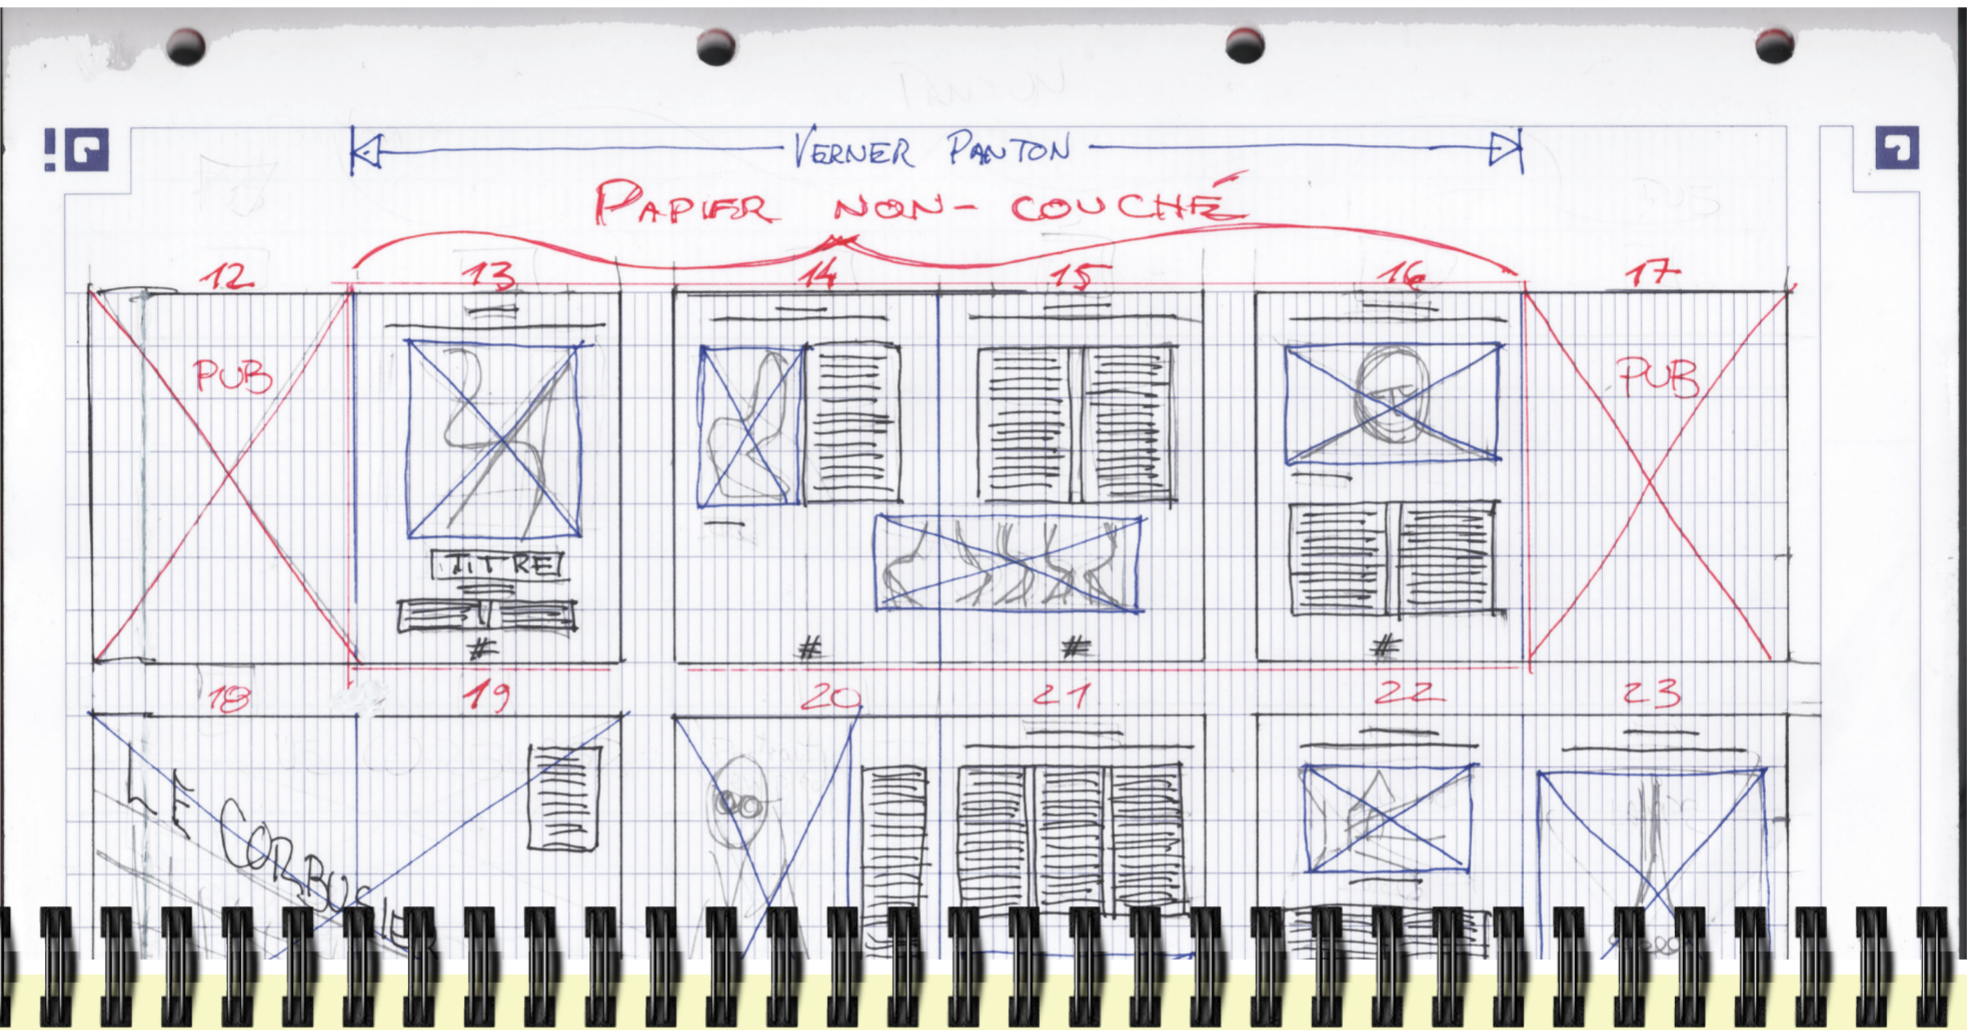 VERNER PANTON
PAPIER NON-COUCHÉ
12 13 14 15 16 17
PUB PUB
TITRE
# # # #
18 19 20 21 22 23
LE CORBUSIER